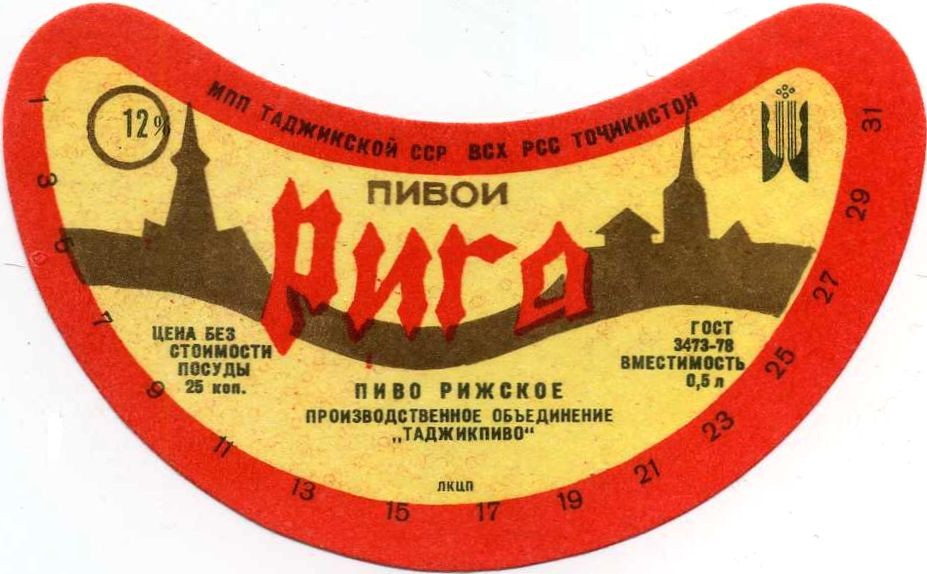 МПП ТАДЖИКСКОЙ ССР ВСХ РСС ТОҶИКИСТОН
12%
ПИВОИ
Рига
ЦЕНА БЕЗ
СТОИМОСТИ
ПОСУДЫ
25 коп.
ГОСТ
3473-78
ВМЕСТИМОСТЬ
0,5 л
ПИВО РИЖСКОЕ
ПРОИЗВОДСТВЕННОЕ ОБЪЕДИНЕНИЕ
„ТАДЖИКПИВО“
ЛКЦП
1
3
5
7
9
11
13
15
17
19
21
23
25
27
29
31